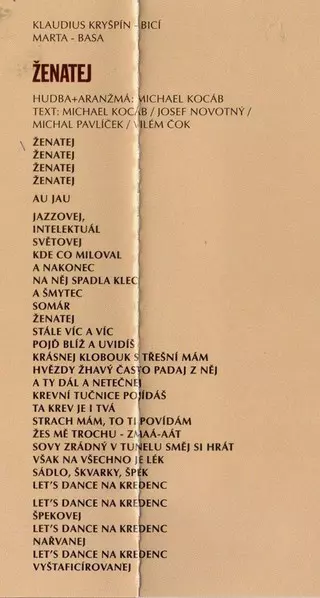 KLAUDIUS KRYŠPÍN - BICÍ
MARTA - BASA
ŽENATEJ
HUDBA+ARANŽMÁ: MICHAEL KOCÁB
TEXT: MICHAEL KOCÁB / JOSEF NOVOTNÝ /
MICHAL PAVLÍČEK / VILÉM ČOK
ŽENATEJ
ŽENATEJ
ŽENATEJ
ŽENATEJ
AU JAU
JAZZOVEJ,
INTELEKTUÁL
SVĚTOVEJ
KDE CO MILOVAL
A NAKONEC
NA NĚJ SPADLA KLEC
A ŠMYTEC
SOMÁR
ŽENATEJ
STÁLE VÍC A VÍC
POJĎ BLÍŽ A UVIDÍŠ
KRÁSNEJ KLOBOUK S TŘEŠNÍ MÁM
HVĚZDY ŽHAVÝ ČASTO PADAJ Z NĚJ
A TY DÁL A NETEČNEJ
KREVNÍ TUČNICE POJÍDÁŠ
TA KREV JE I TVÁ
STRACH MÁM, TO TI POVÍDÁM
ŽES MĚ TROCHU - ZMAÁ-AÁT
SOVY ZRÁDNÝ V TUNELU SMĚJ SI HRÁT
VŠAK NA VŠECHNO JE LÉK
SÁDLO, ŠKVARKY, ŠPĚK
LET'S DANCE NA KREDENC
LET'S DANCE NA KREDENC
ŠPEKOVEJ
LET'S DANCE NA KREDENC
NAŘVANEJ
LET'S DANCE NA KREDENC
VYŠTAFICÍROVANEJ